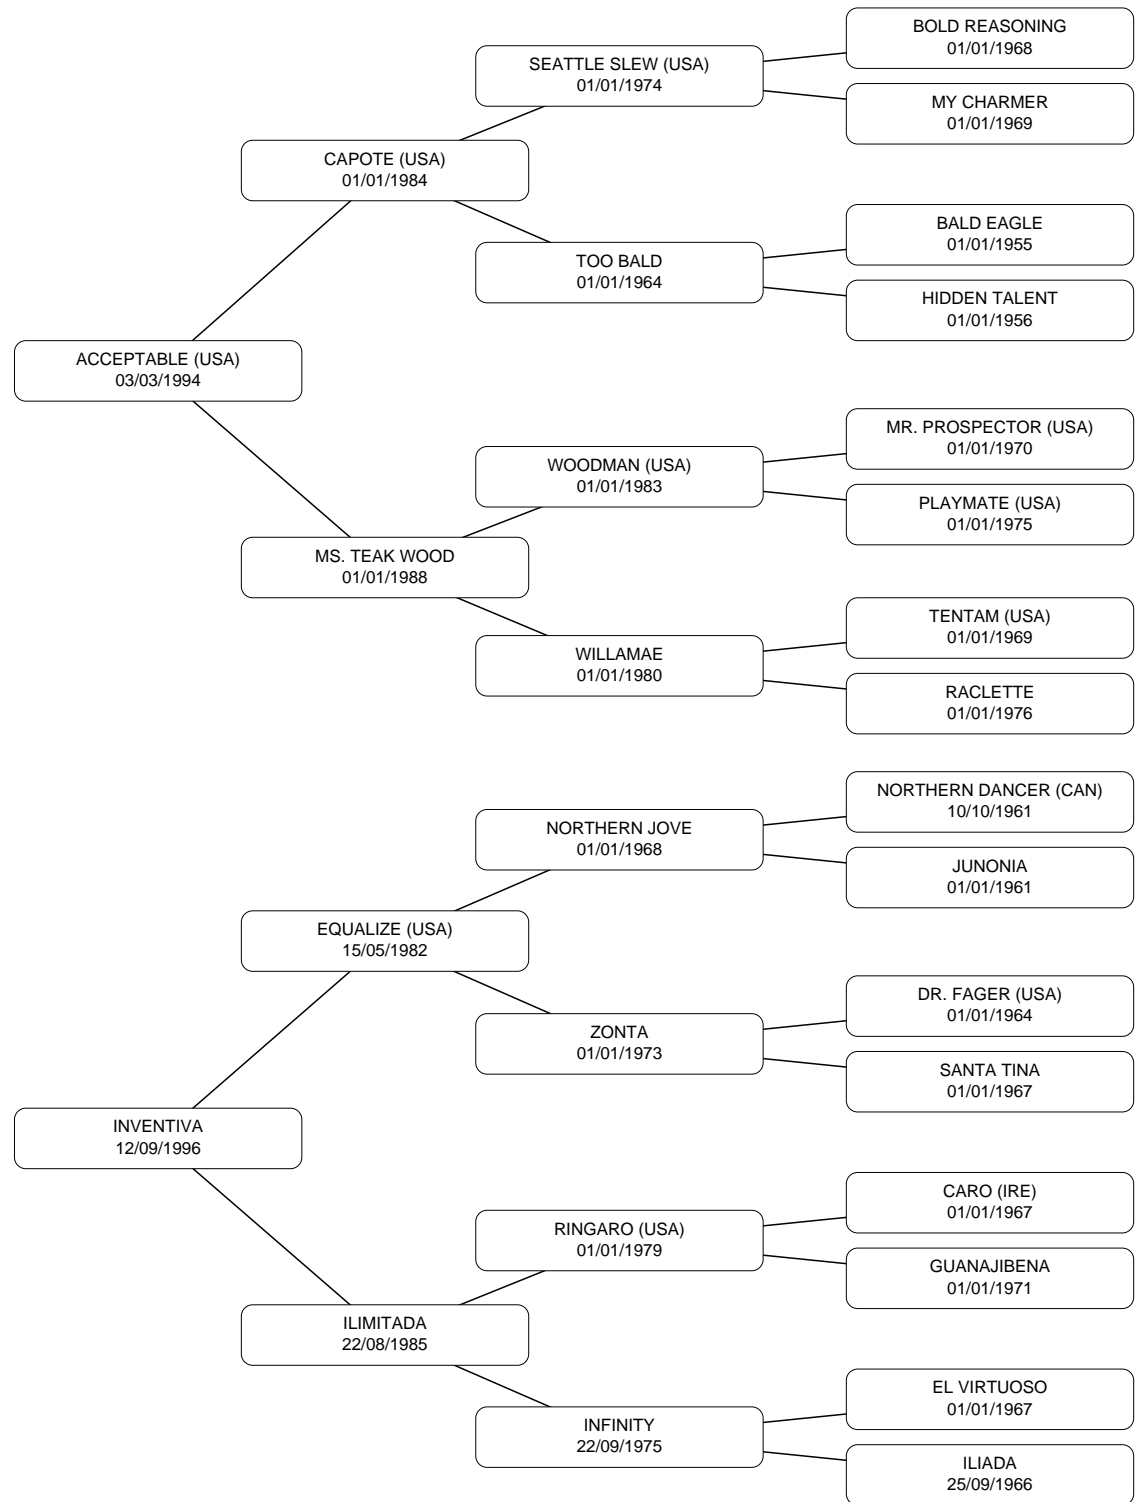 BOLD REASONING
01/01/1968
SEATTLE SLEW (USA)
01/01/1974
MY CHARMER
01/01/1969
CAPOTE (USA)
01/01/1984
BALD EAGLE
01/01/1955
TOO BALD
01/01/1964
HIDDEN TALENT
01/01/1956
ACCEPTABLE (USA)
03/03/1994
MR. PROSPECTOR (USA)
01/01/1970
WOODMAN (USA)
01/01/1983
PLAYMATE (USA)
01/01/1975
MS. TEAK WOOD
01/01/1988
TENTAM (USA)
01/01/1969
WILLAMAE
01/01/1980
RACLETTE
01/01/1976
NORTHERN DANCER (CAN)
10/10/1961
NORTHERN JOVE
01/01/1968
JUNONIA
01/01/1961
EQUALIZE (USA)
15/05/1982
DR. FAGER (USA)
01/01/1964
ZONTA
01/01/1973
SANTA TINA
01/01/1967
INVENTIVA
12/09/1996
CARO (IRE)
01/01/1967
RINGARO (USA)
01/01/1979
GUANAJIBENA
01/01/1971
ILIMITADA
22/08/1985
EL VIRTUOSO
01/01/1967
INFINITY
22/09/1975
ILIADA
25/09/1966